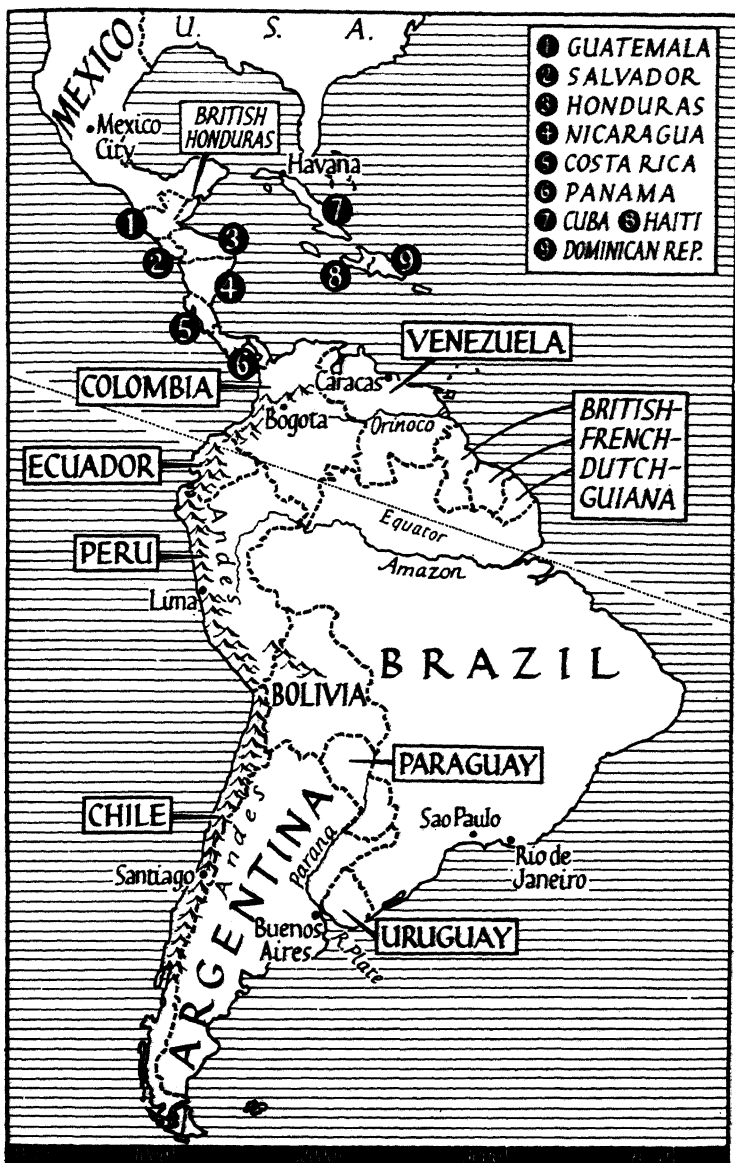 U. S. A.
MEXICO
Mexico
City
BRITISH
HONDURAS
Havana
1 GUATEMALA
2 SALVADOR
3 HONDURAS
4 NICARAGUA
5 COSTA RICA
6 PANAMA
7 CUBA 8 HAITI
9 DOMINICAN REP.
1
2
3
4
5
6
7
8
9
VENEZUELA
COLOMBIA
Caracas
Bogota
Orinoco
BRITISH-
FRENCH-
DUTCH-
GUIANA
ECUADOR
Equator
Amazon
Andes
PERU
Lima
BRAZIL
BOLIVIA
PARAGUAY
CHILE
Andes
ARGENTINA
Parana
Sao Paulo
Rio de
Janeiro
Santiago
Buenos
Aires
R. Plate
URUGUAY